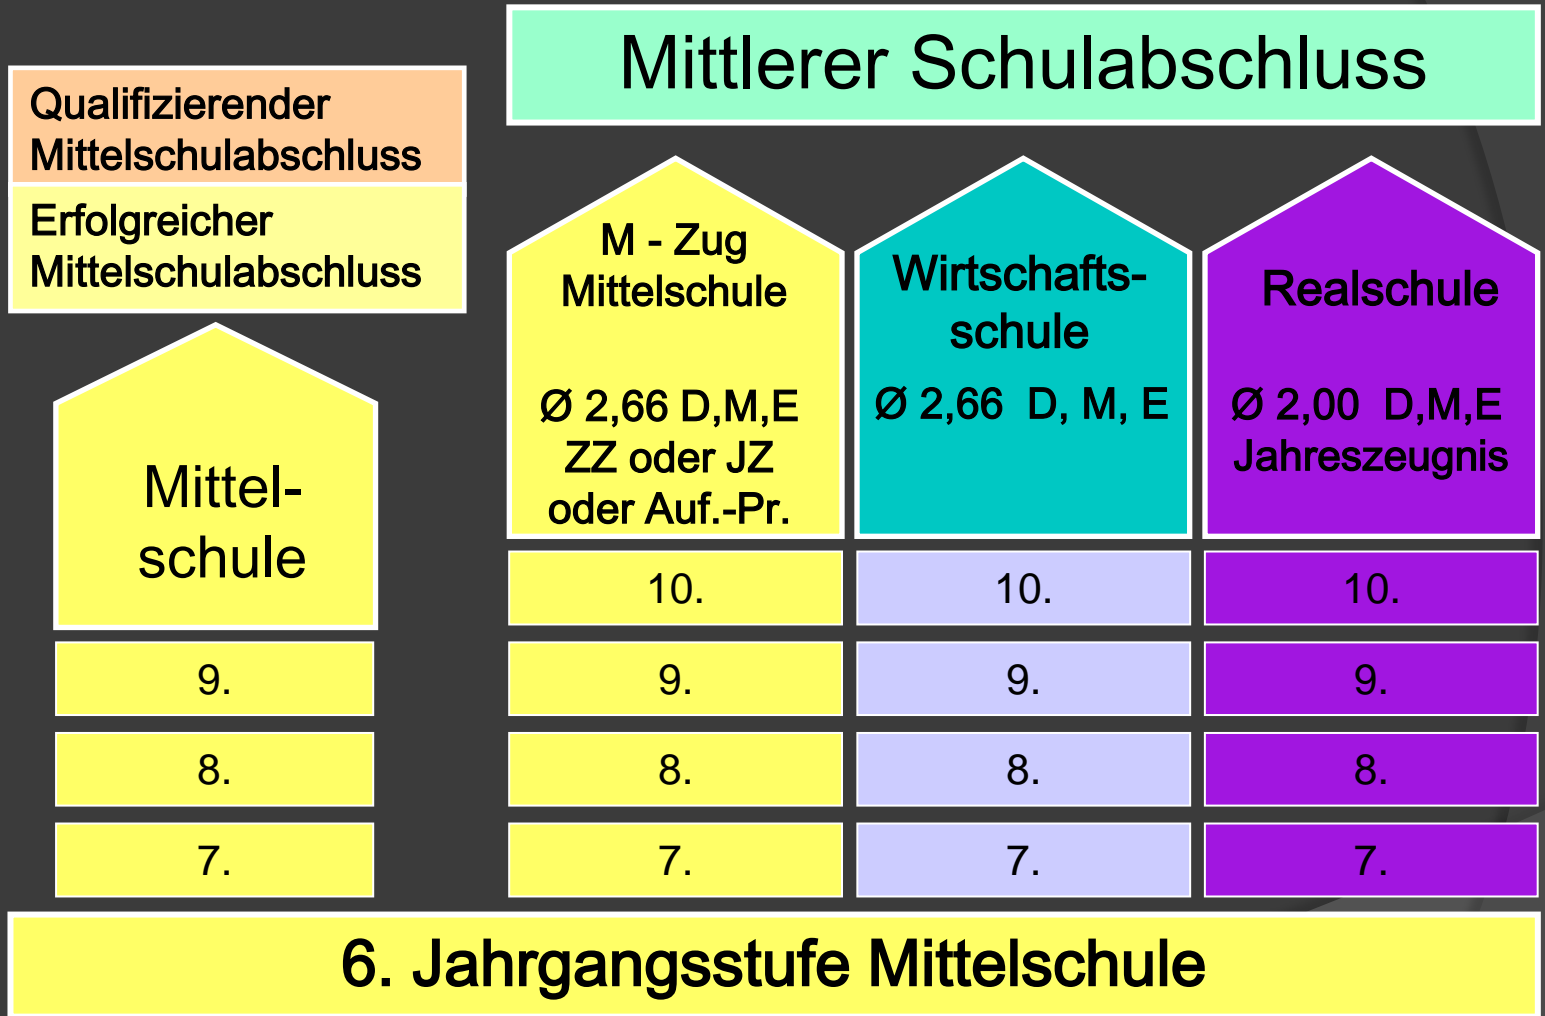 Mittlerer Schulabschluss
Qualifizierender
Mittelschulabschluss
Erfolgreicher
Mittelschulabschluss
Mittel-
schule
9.
8.
7.
M - Zug
Mittelschule
Ø 2,66 D,M,E
ZZ oder JZ
oder Auf.-Pr.
10.
9.
8.
7.
Wirtschafts-
schule
Ø 2,66 D, M, E
10.
9.
8.
7.
Realschule
Ø 2,00 D,M,E
Jahreszeugnis
10.
9.
8.
7.
6. Jahrgangsstufe Mittelschule